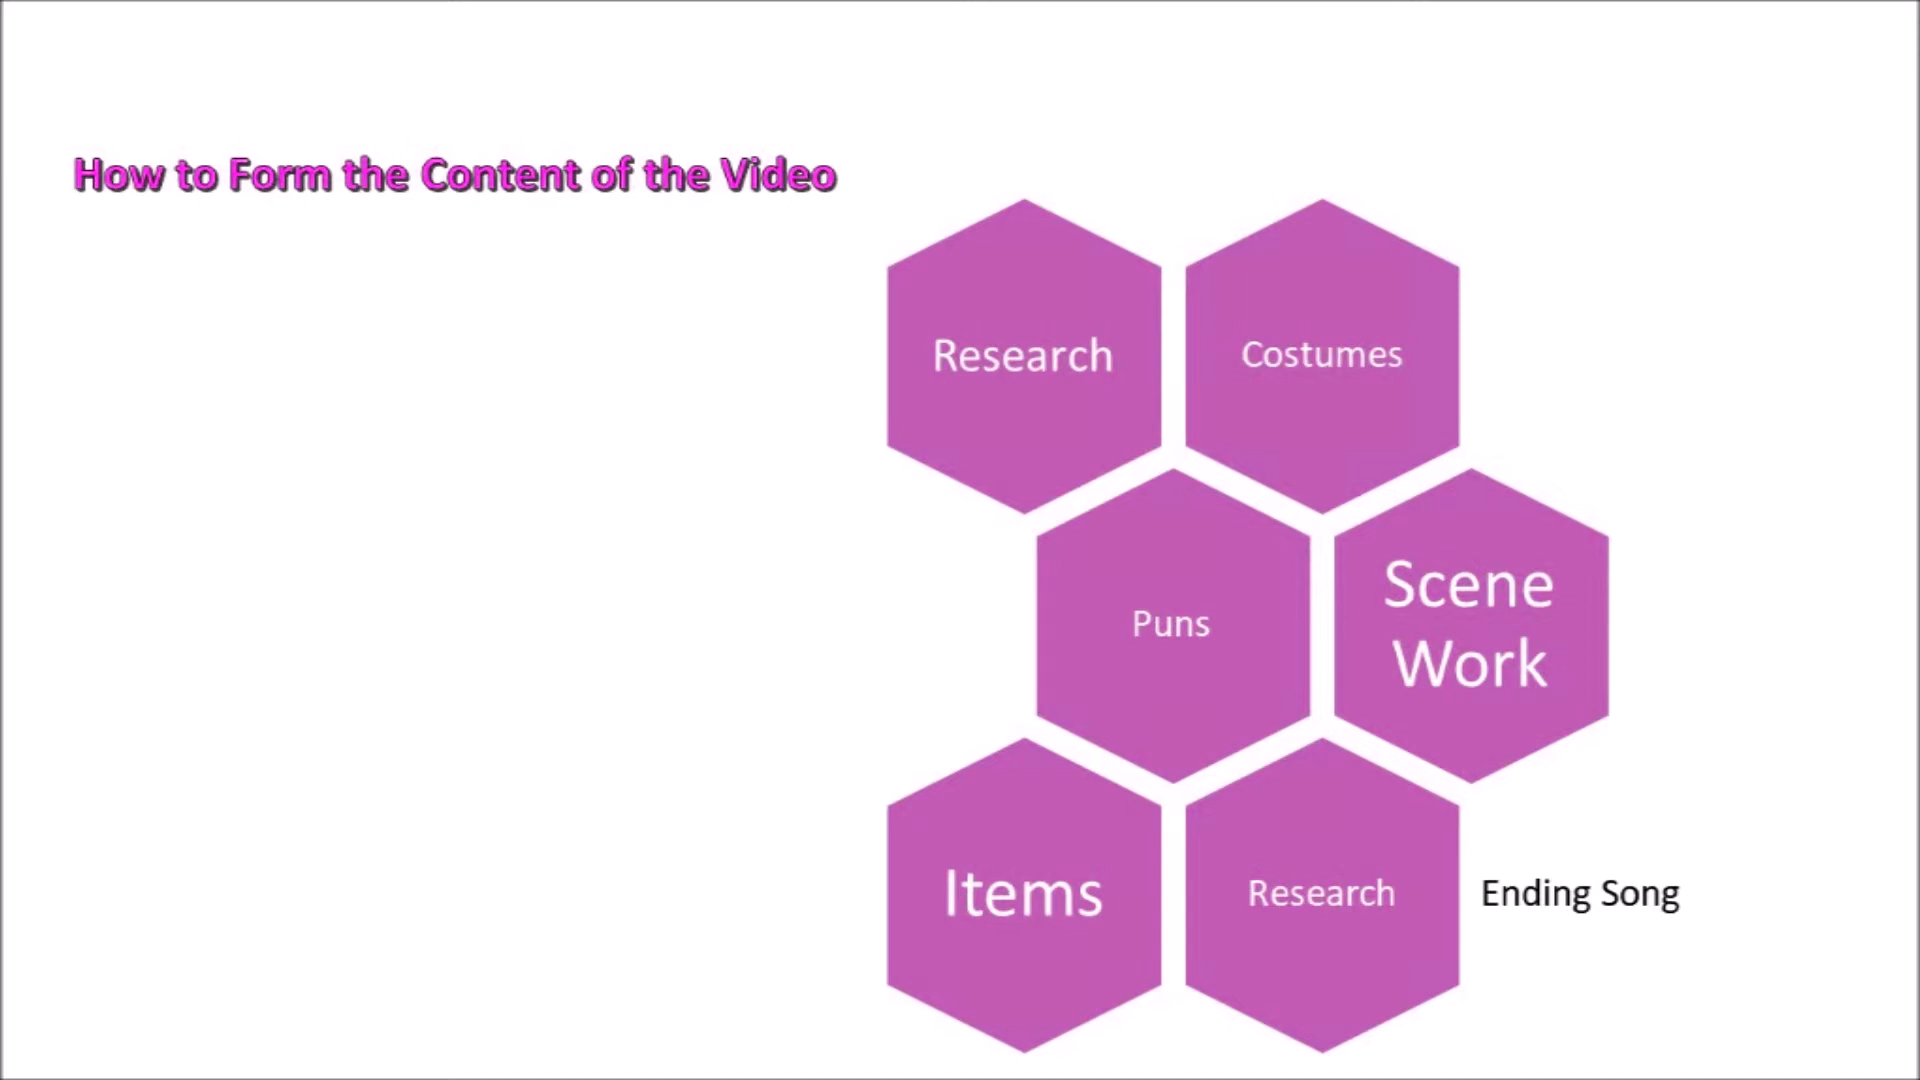 How to Form the Content of the Video
Research
Costumes
Puns
Scene
Work
Items
Research
Ending Song